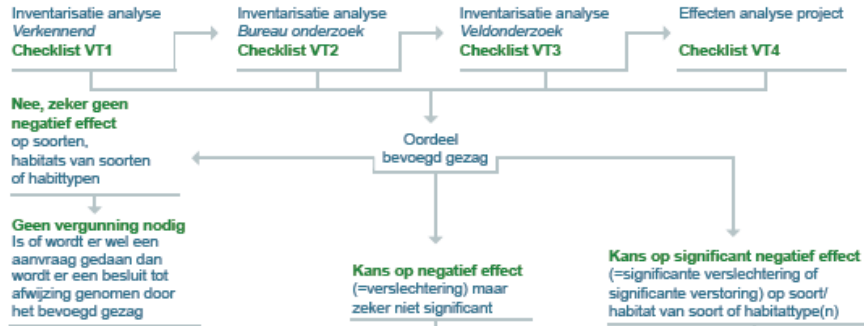 Inventarisatie analyse
Verkennend
Checklist VT1
Inventarisatie analyse
Bureau onderzoek
Checklist VT2
Inventarisatie analyse
Veldonderzoek
Checklist VT3
Effecten analyse project
Checklist VT4
Nee, zeker geen
negatief effect
op soorten,
habitats van soorten
of habittypen
Oordeel
bevoegd gezag
Geen vergunning nodig
Is of wordt er wel een
aanvraag gedaan dan
wordt er een besluit tot
afwijzing genomen door
het bevoegd gezag
Kans op negatief effect
(=verslechtering) maar
zeker niet significant
Kans op significant negatief effect
(=significante verslechtering of
significante verstoring) op soort/
habitat van soort of habitattype(n)